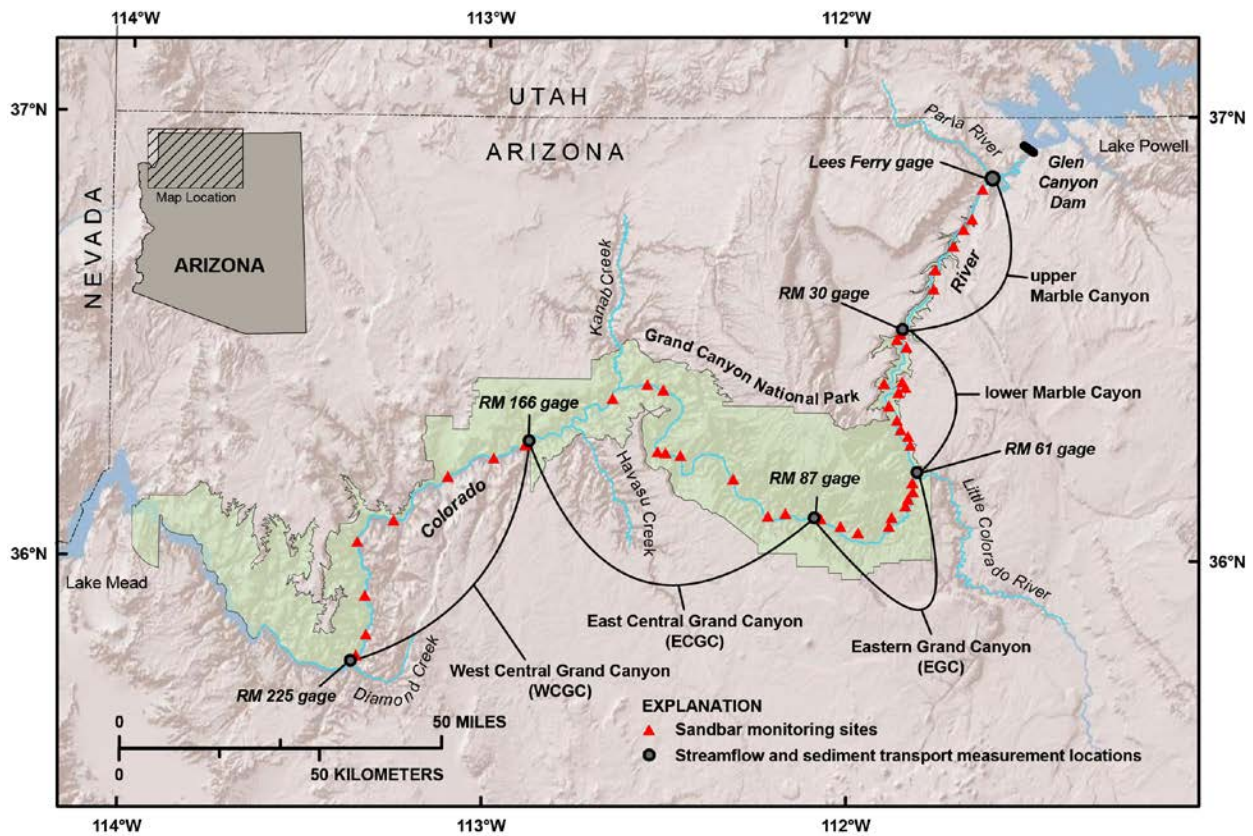 114°W
113°W
112°W
37°N
37°N
UTAH
ARIZONA
NEVADA
Map Location
ARIZONA
Paria River
Lake Powell
Lees Ferry gage
Glen
Canyon
Dam
River
upper
Marble Canyon
RM 30 gage
Kanab Creek
Grand Canyon
National Park
lower Marble Cayon
RM 166 gage
RM 61 gage
RM 87 gage
Havasu Creek
Colorado
Little Colorado River
36°N
36°N
Lake Mead
East Central Grand Canyon
(ECGC)
Eastern Grand Canyon
(EGC)
West Central Grand Canyon
(WCGC)
RM 225 gage
Diamond Creek
EXPLANATION
Sandbar monitoring sites
Streamflow and sediment transport measurement locations
0
50 MILES
0
50 KILOMETERS
114°W
113°W
112°W